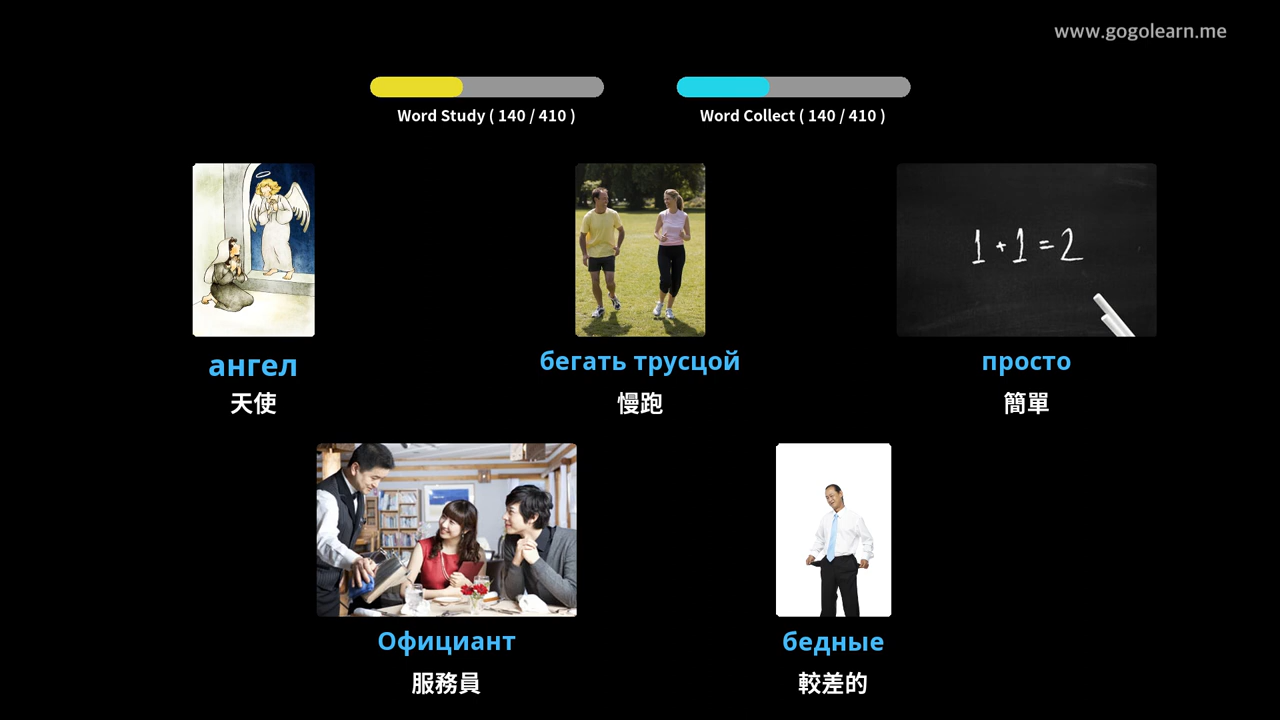 www.gogolearn.me
Word Study ( 140 / 410 )
Word Collect ( 140 / 410 )
1+1=2
ангел
бегать трусцой
просто
天使
慢跑
簡單
Официант
бедные
服務員
較差的